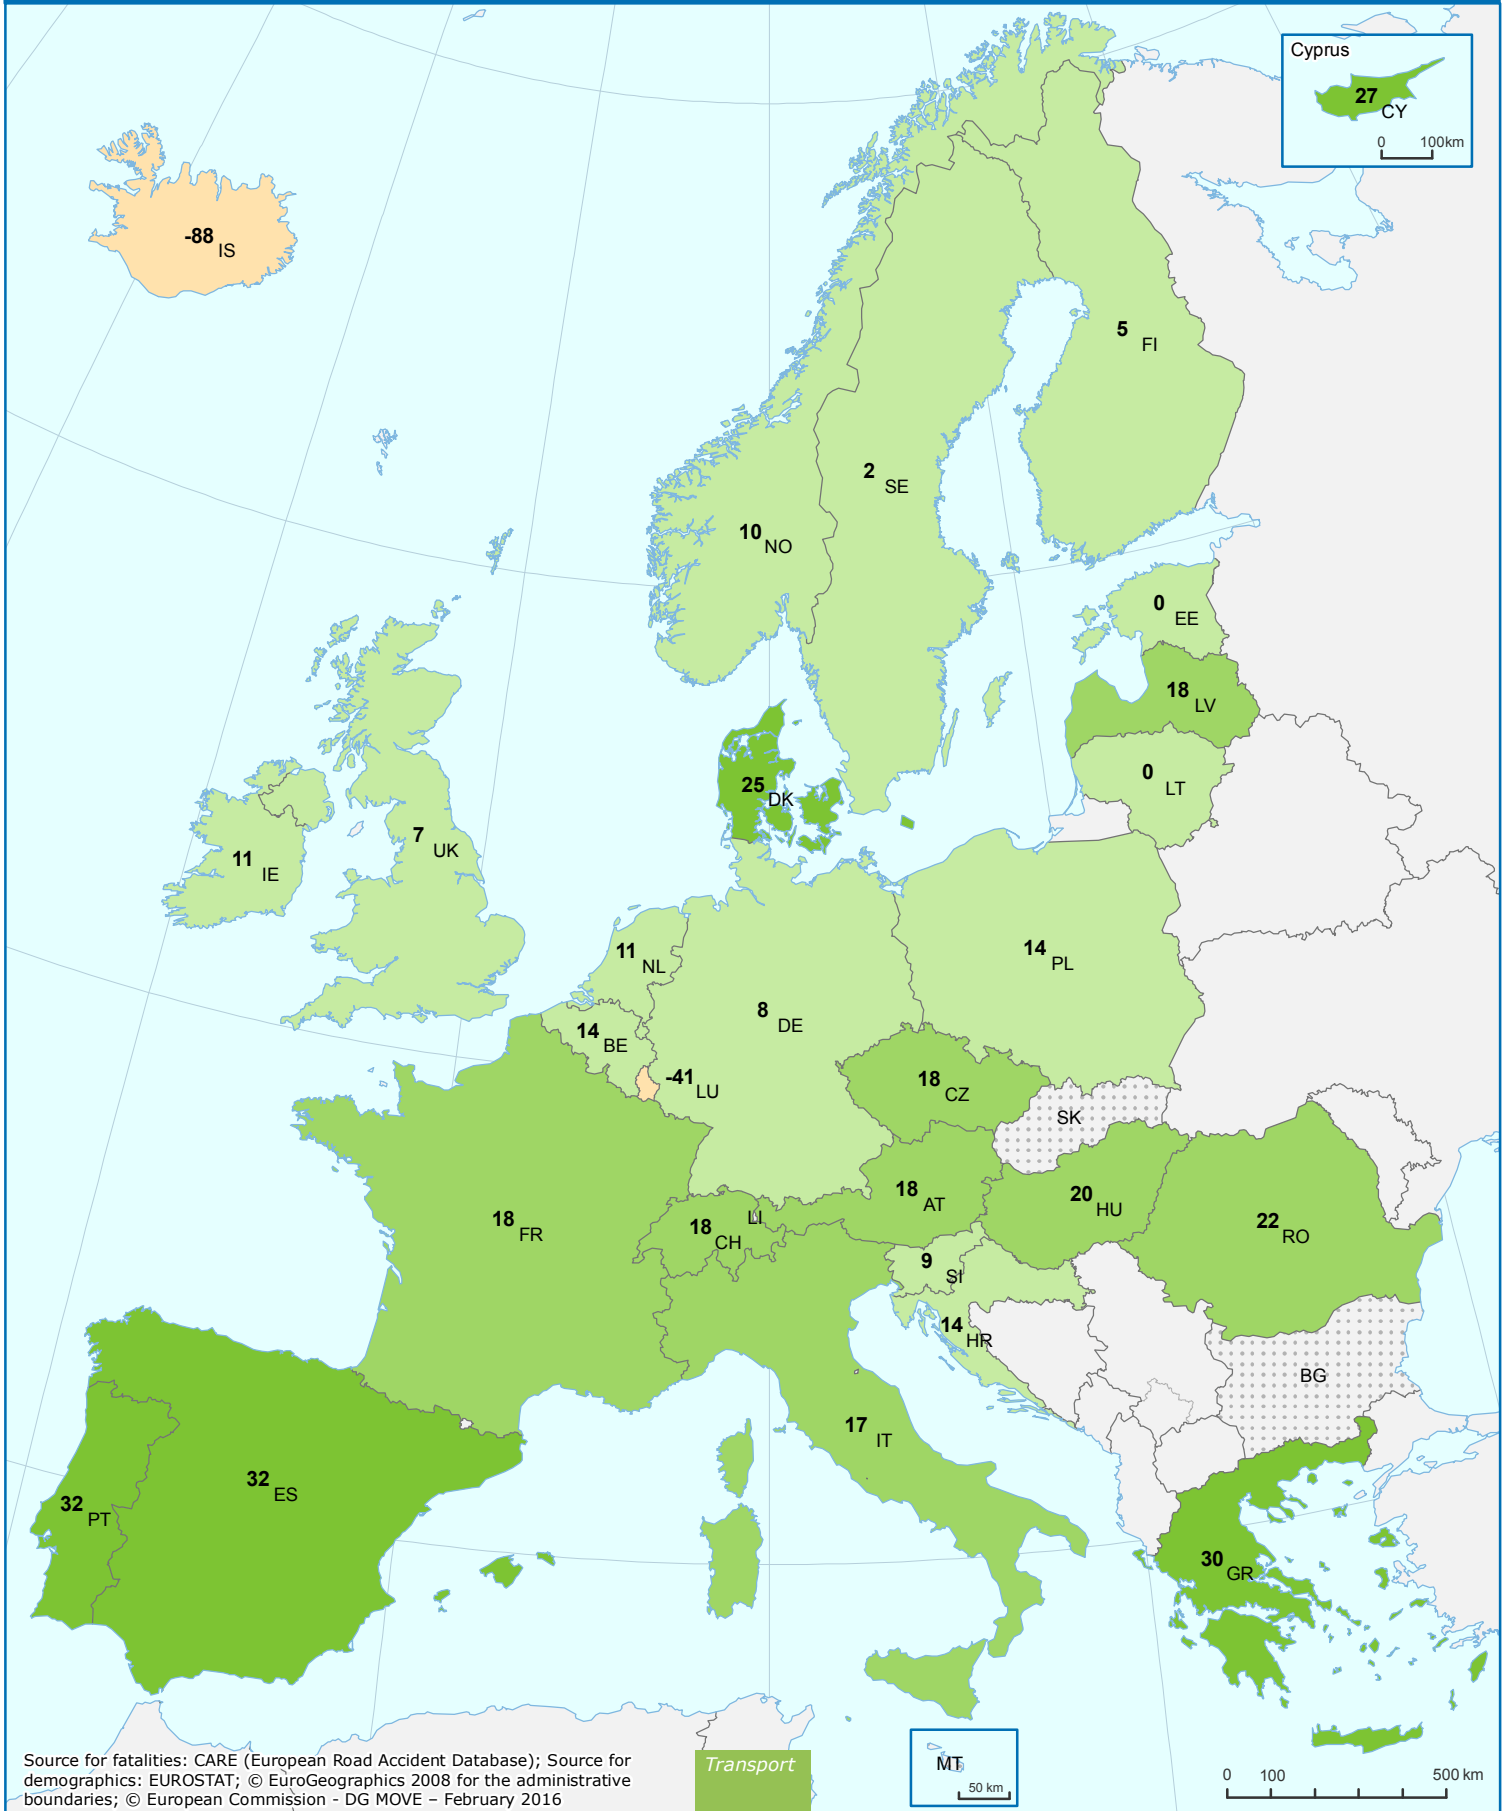 Cyprus
27
CY
0 100km
-88
IS
5
FI
2
SE
10
NO
0
EE
18
LV
0
LT
25
DK
7
UK
11
IE
11
NL
14
PL
8
DE
14
BE
-41
LU
18
CZ
SK
18
AT
20
HU
18
FR
LI
18
CH
22
RO
9
SI
14
HR
BG
17
IT
32
ES
32
PT
30
GR
Source for fatalities: CARE (European Road Accident Database); Source for
demographics: EUROSTAT; © EuroGeographics 2008 for the administrative
boundaries; © European Commission - DG MOVE – February 2016
Transport
MT
50 km
0 100 500 km